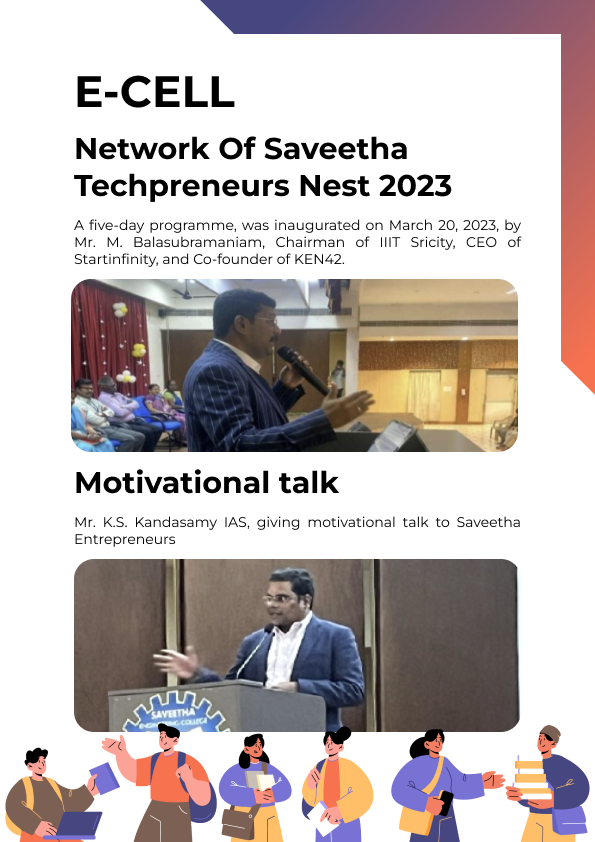 E-CELL
Network Of Saveetha
Techpreneurs Nest 2023
A five-day programme, was inaugurated on March 20, 2023, by
Mr. M. Balasubramaniam, Chairman of IIIT Sricity, CEO of
Startinfinity, and Co-founder of KEN42.
Motivational talk
Mr. K.S. Kandasamy IAS, giving motivational talk to Saveetha
Entrepreneurs
SAVEETHA
ENGINEERING COLLEGE